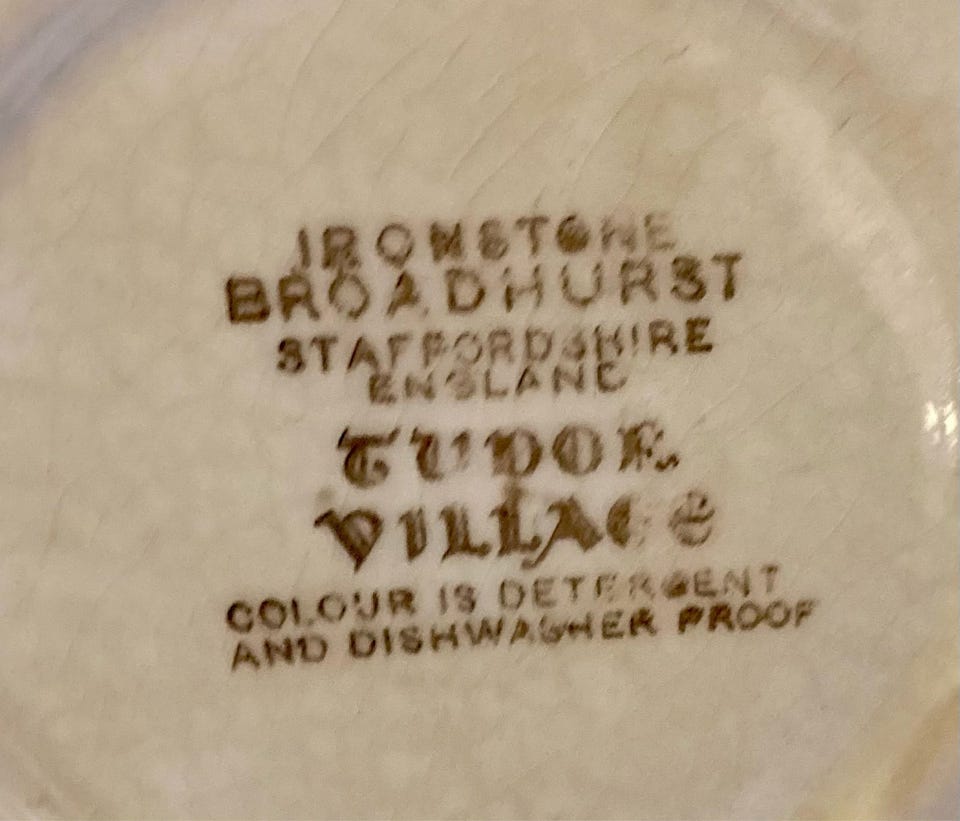 IRONSTONE
BROADHURST
STAFFORDSHIRE
ENGLAND
TUDOR
VILLAGE
COLOUR IS DETERGENT
AND DISHWASHER PROOF